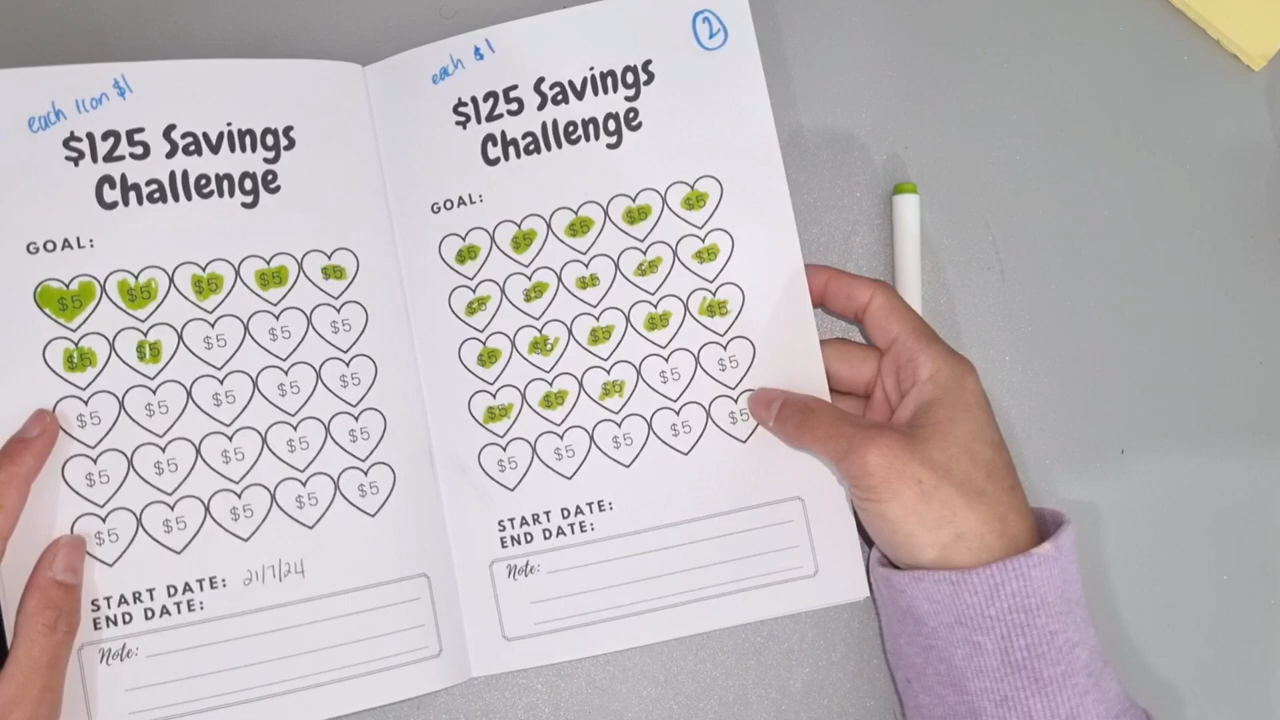 each icon $1
$125 Savings
Challenge
GOAL:
$5 $5 $5 $5 $5
$5 $5 $5 $5 $5
$5 $5 $5 $5 $5
$5 $5 $5 $5 $5
$5 $5 $5 $5 $5
START DATE: 21/7/24
END DATE:
Note:
each $1
2
$125 Savings
Challenge
GOAL:
$5 $5 $5 $5 $5
$5 $5 $5 $5 $5
$5 $5 $5 $5 $5
$5 $5 $5 $5 $5
$5 $5 $5 $5 $5
START DATE:
END DATE:
Note: